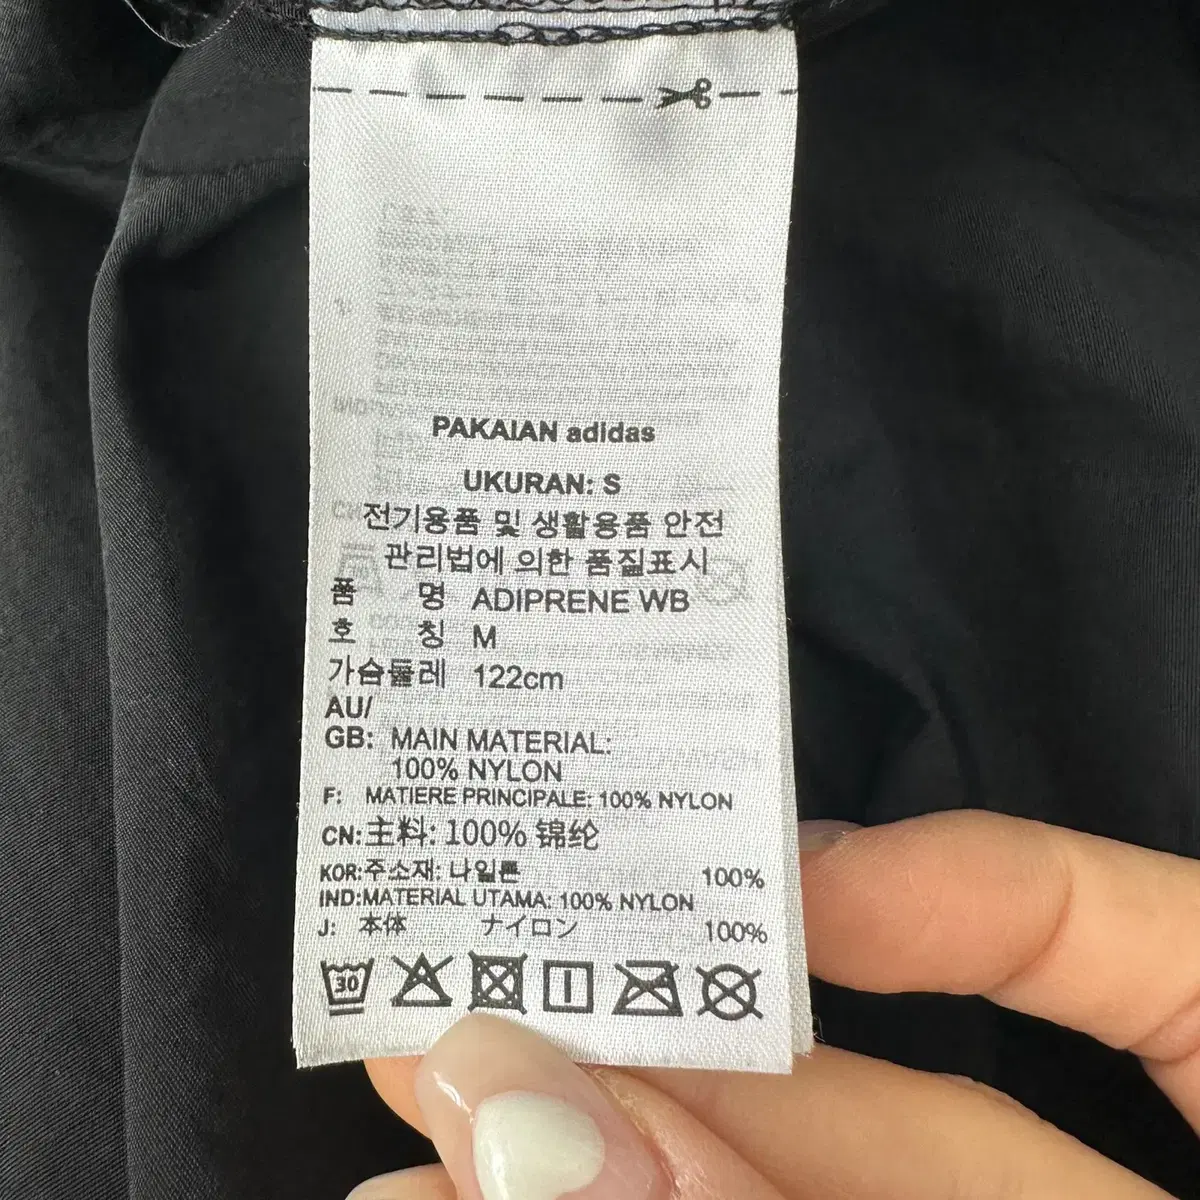 PAKAIAN adidas
UKURAN: S
전기용품 및 생활용품 안전
관리법에 의한 품질표시
품 명 ADIPRENE WB
호 칭 M
가슴둘레 122cm
AU/
GB: MAIN MATERIAL:
100% NYLON
F: MATIERE PRINCIPALE: 100% NYLON
CN: 主料: 100% 锦纶
KOR:주소재: 나일론 100%
IND:MATERIAL UTAMA: 100% NYLON
J: 本体 ナイロン 100%
30